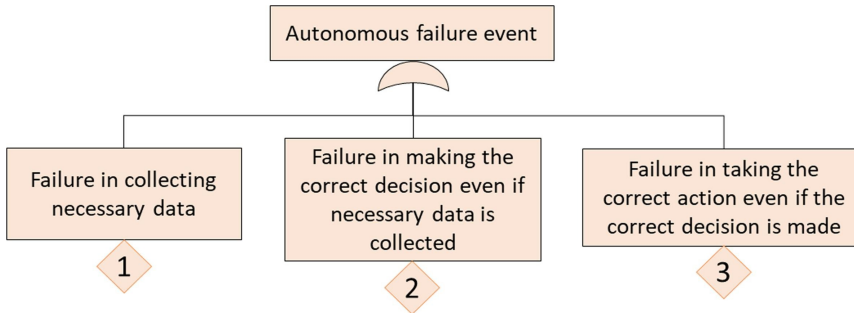 Autonomous failure event
Failure in collecting
necessary data
1
Failure in making the
correct decision even if
necessary data is
collected
2
Failure in taking the
correct action even if the
correct decision is made
3